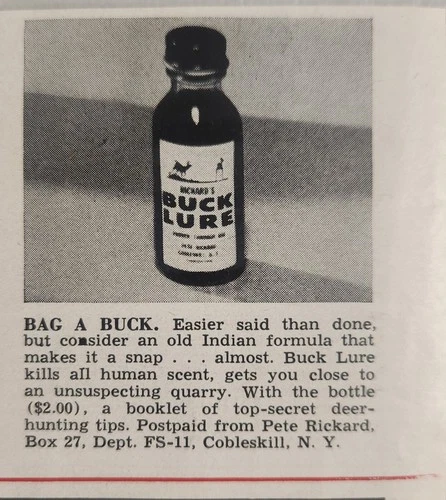 RICKARD'S
BUCK
LURE
PETE RICKARD
BAG A BUCK. Easier said than done,
but consider an old Indian formula that
makes it a snap . . . almost. Buck Lure
kills all human scent, gets you close to
an unsuspecting quarry. With the bottle
($2.00), a booklet of top-secret deer-
hunting tips. Postpaid from Pete Rickard,
Box 27, Dept. FS-11, Cobleskill, N. Y.